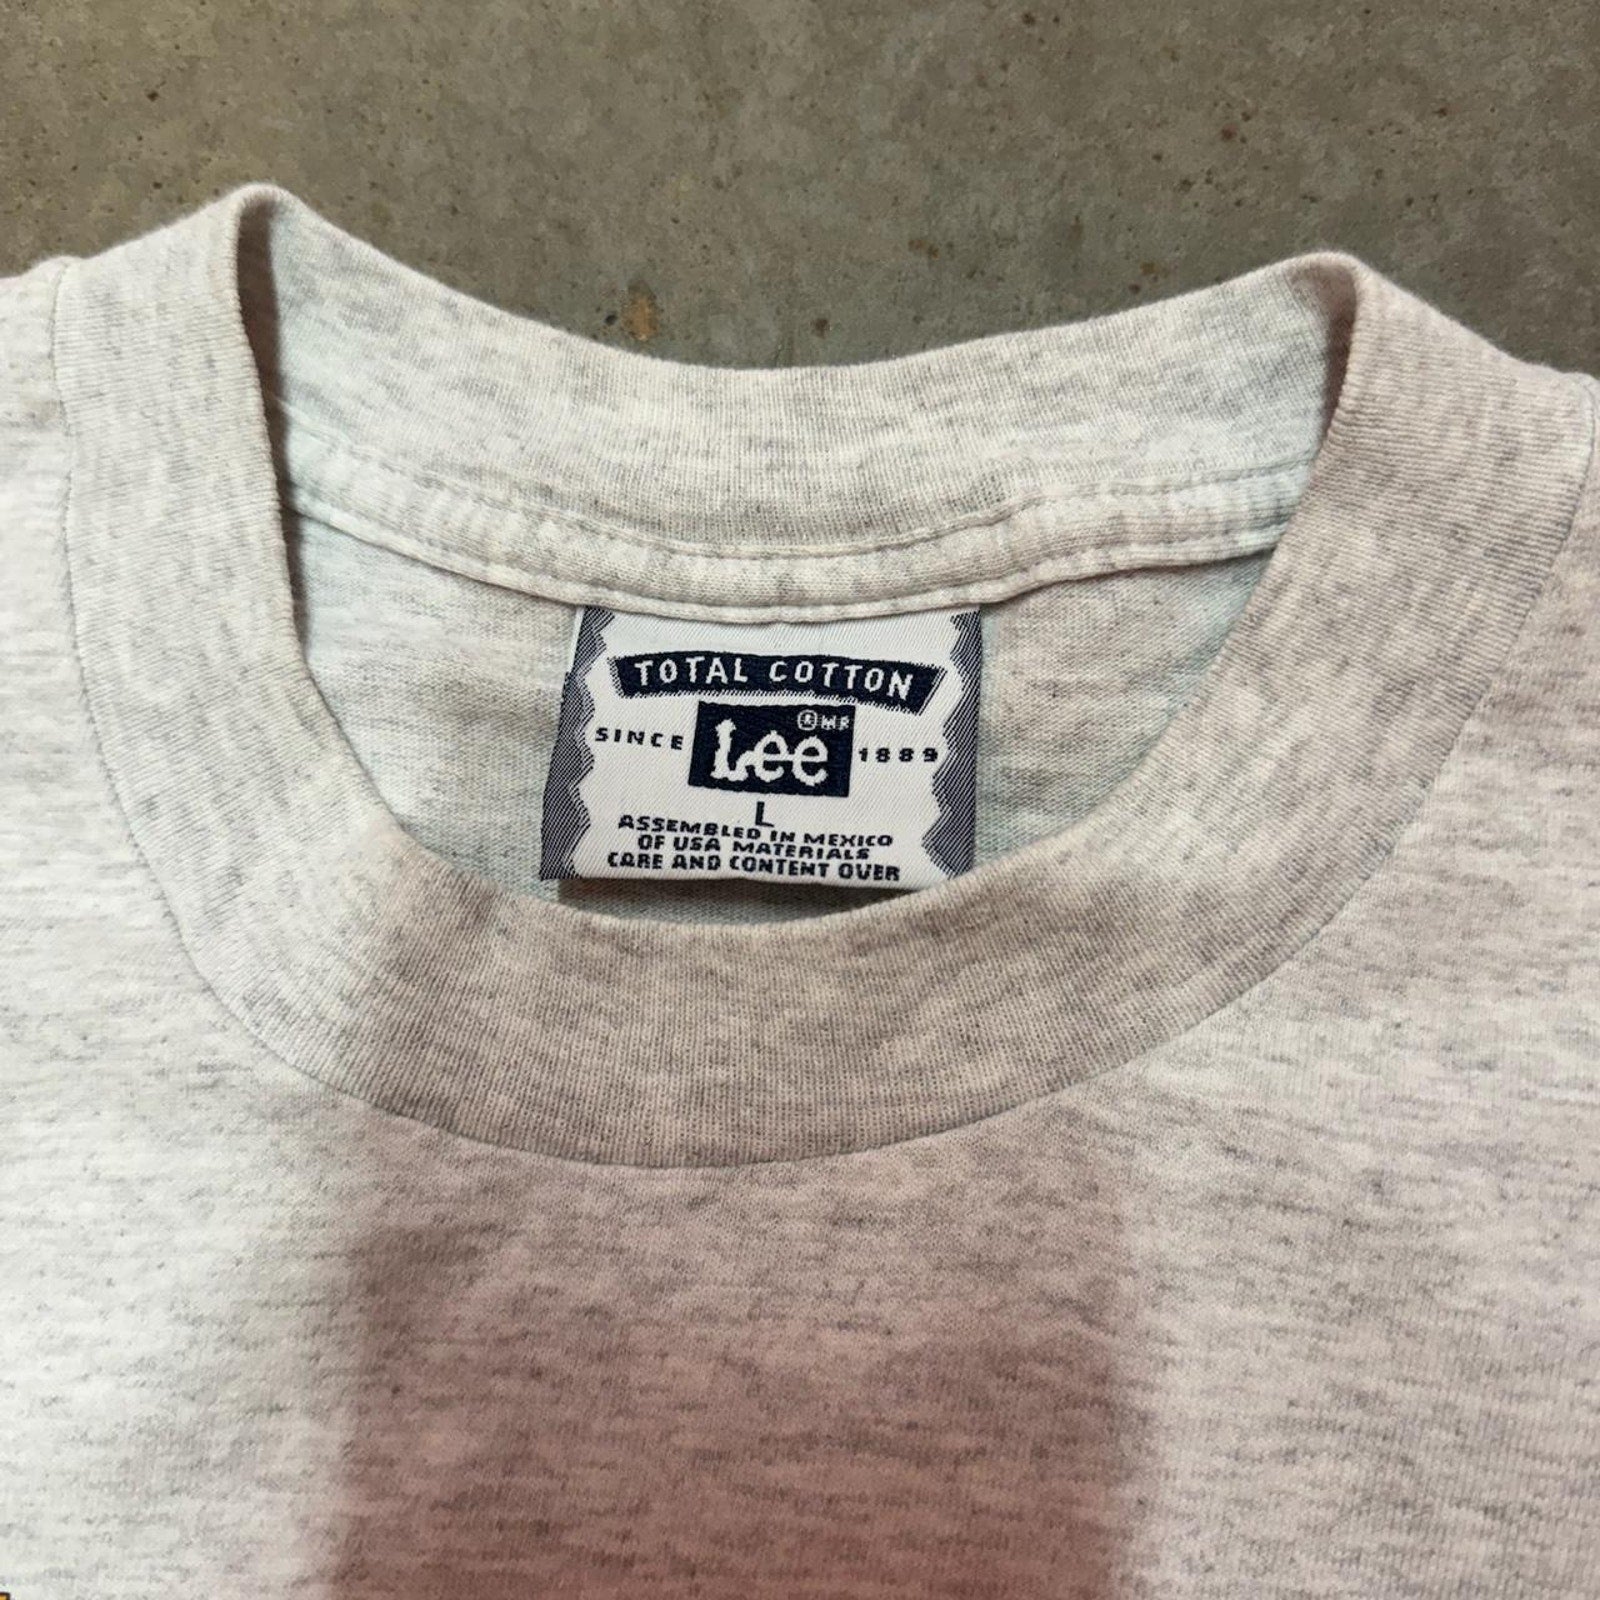 TOTAL COTTON
® MR
SINCE Lee 1889
L
ASSEMBLED IN MEXICO
OF USA MATERIALS
CARE AND CONTENT OVER